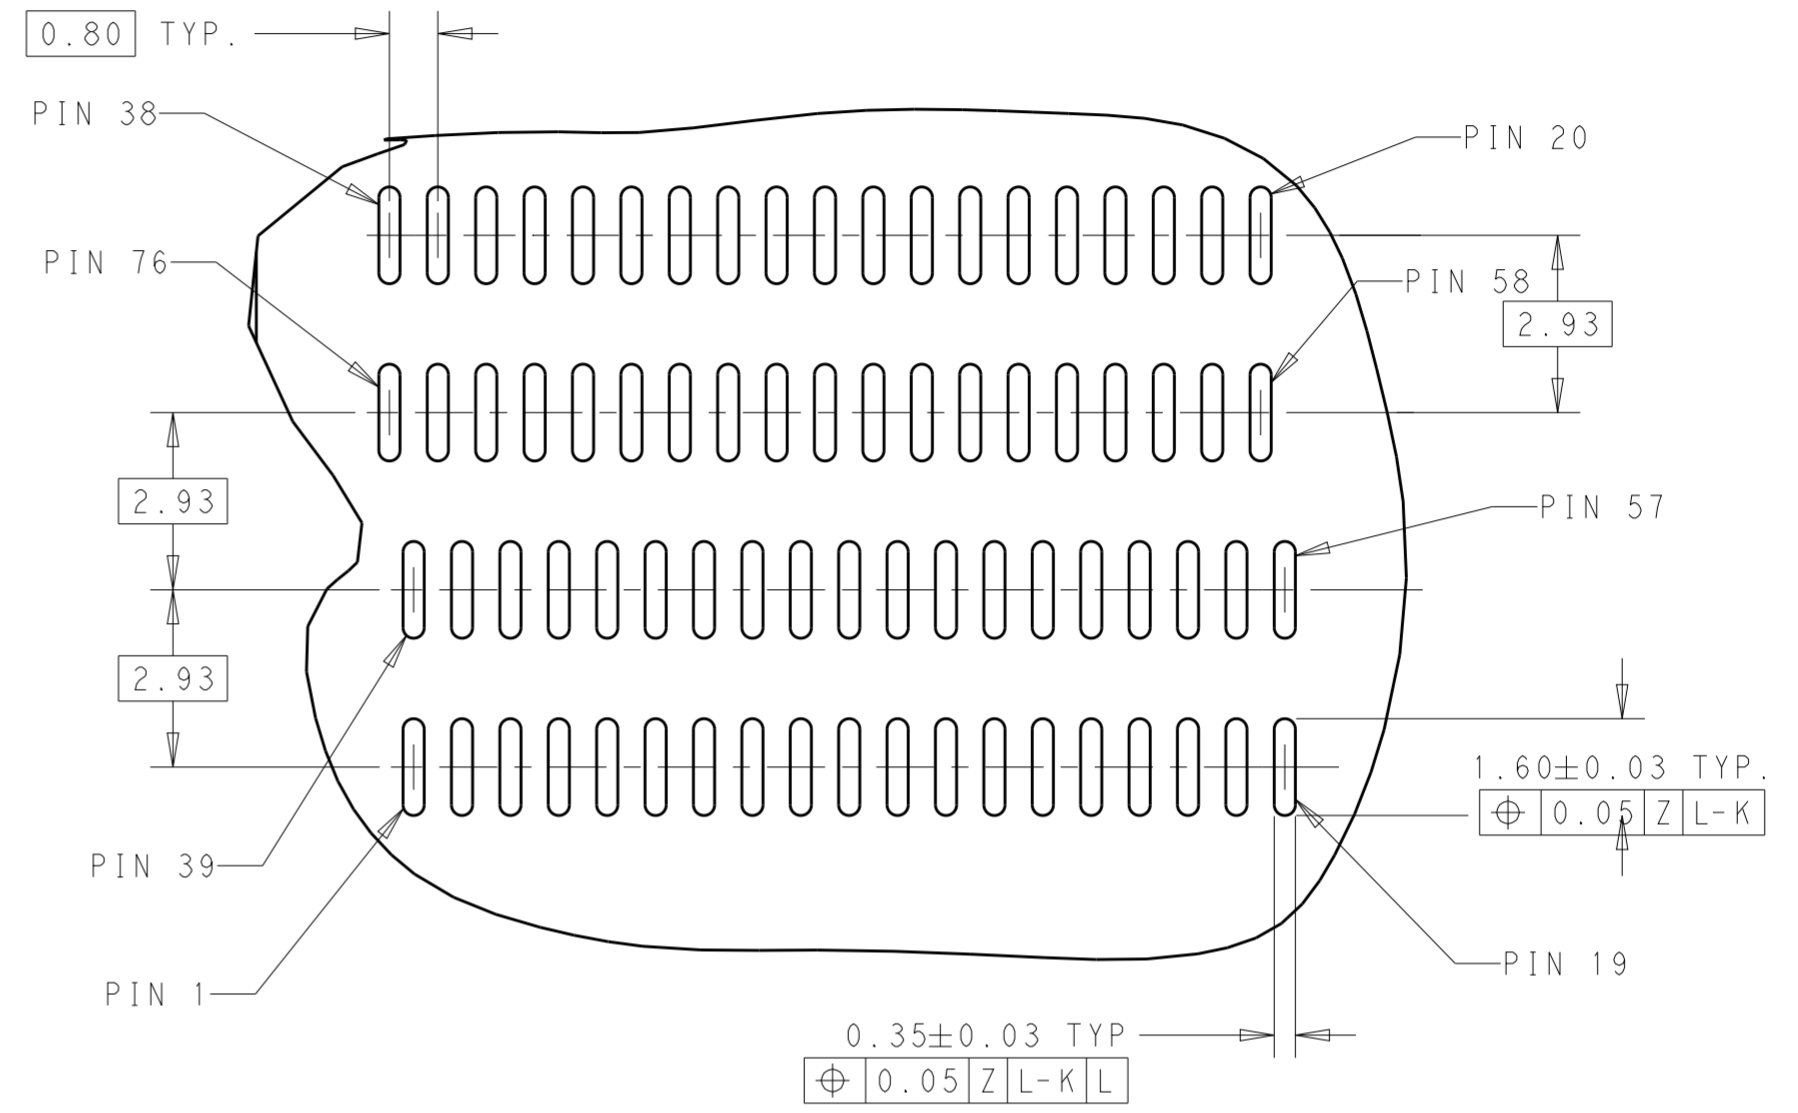 0.80 TYP.
PIN 38
PIN 20
PIN 76
PIN 58
2.93
2.93
PIN 57
2.93
1.60±0.03 TYP.
⌖ 0.05 Z L-K
PIN 39
PIN 19
PIN 1
0.35±0.03 TYP
⌖ 0.05 Z L-K L